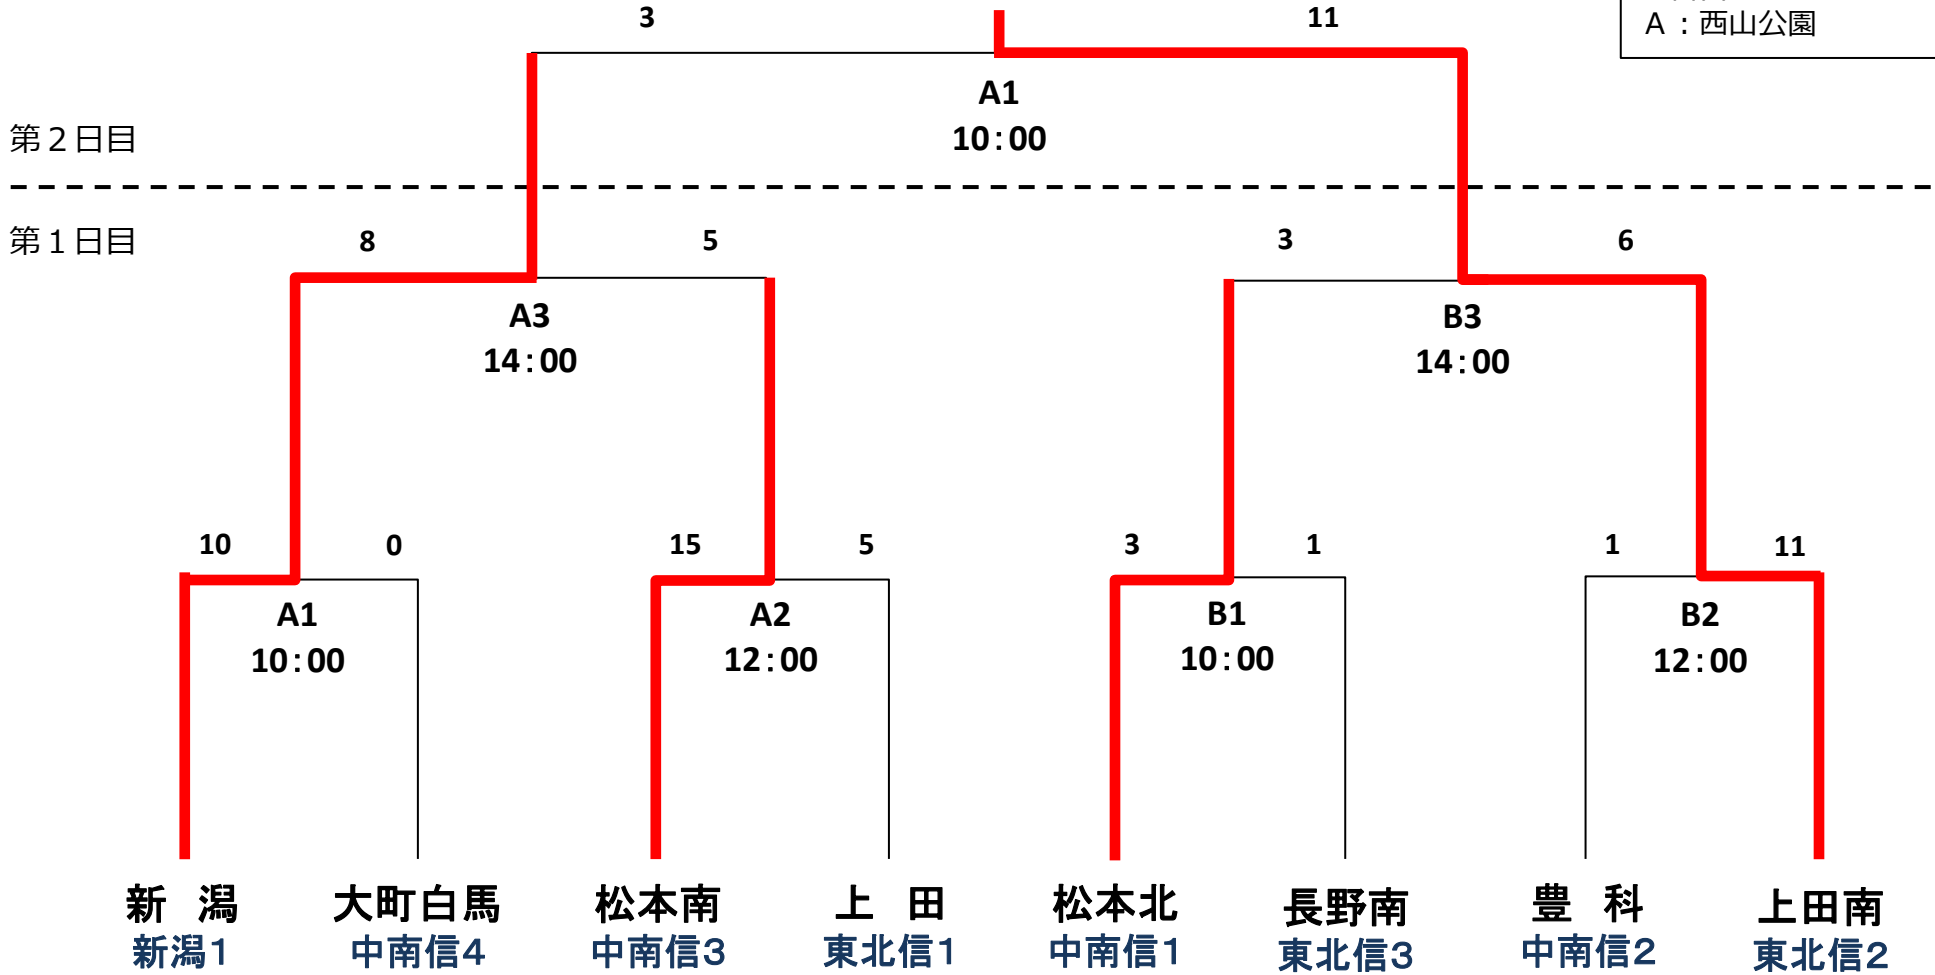 3
11
A：西山公園
A1
10：00
第２日目
第１日目
8
5
3
6
A3
14：00
B3
14：00
10
0
15
5
3
1
1
11
A1
10：00
A2
12：00
B1
10：00
B2
12：00
新　潟
大町白馬
松本南
上　田
松本北
長野南
豊　科
上田南
新潟1
中南信4
中南信3
東北信1
中南信1
東北信3
中南信2
東北信2